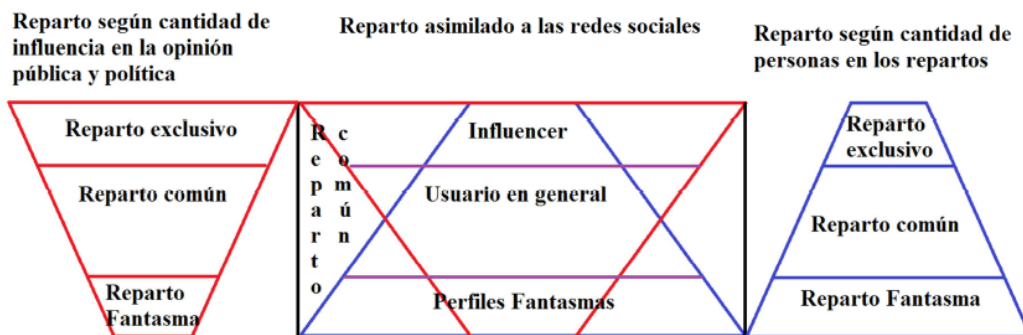 Reparto según cantidad de
influencia en la opinión
pública y política
Reparto exclusivo
Reparto común
Reparto
Fantasma
Reparto asimilado a las redes sociales
Reparto
común
Influencer
Usuario en general
Perfiles Fantasmas
Reparto según cantidad de
personas en los repartos
Reparto
exclusivo
Reparto común
Reparto Fantasma